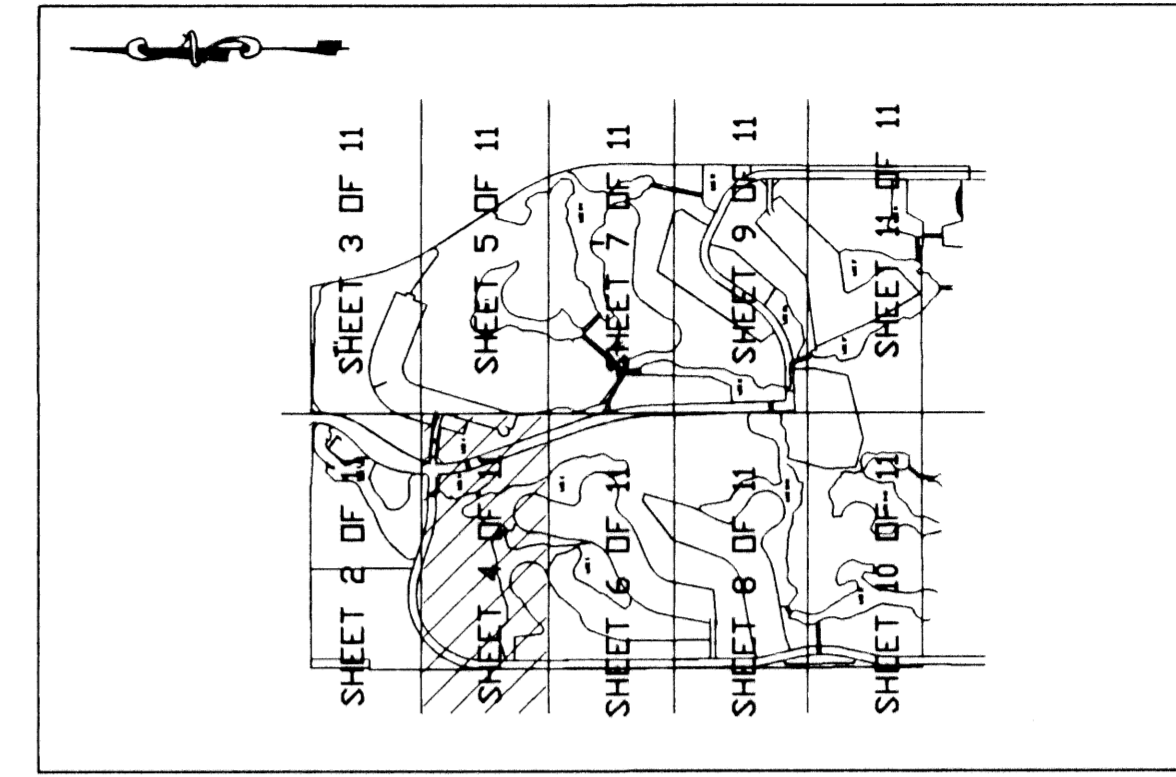 SHEET 3 OF 11
SHEET 5 OF 11
SHEET 7 OF 11
SHEET 9 OF 11
SHEET 11 OF 11
SHEET 2 OF 11
SHEET 4 OF 11
SHEET 6 OF 11
SHEET 8 OF 11
SHEET 10 OF 11